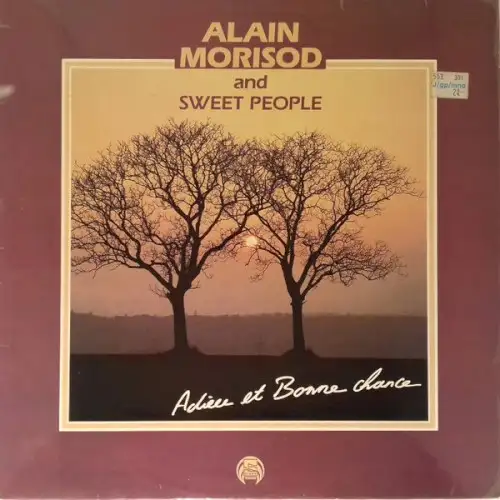 ALAIN
MORISOD
and
SWEET PEOPLE
Adieu et Bonne chance